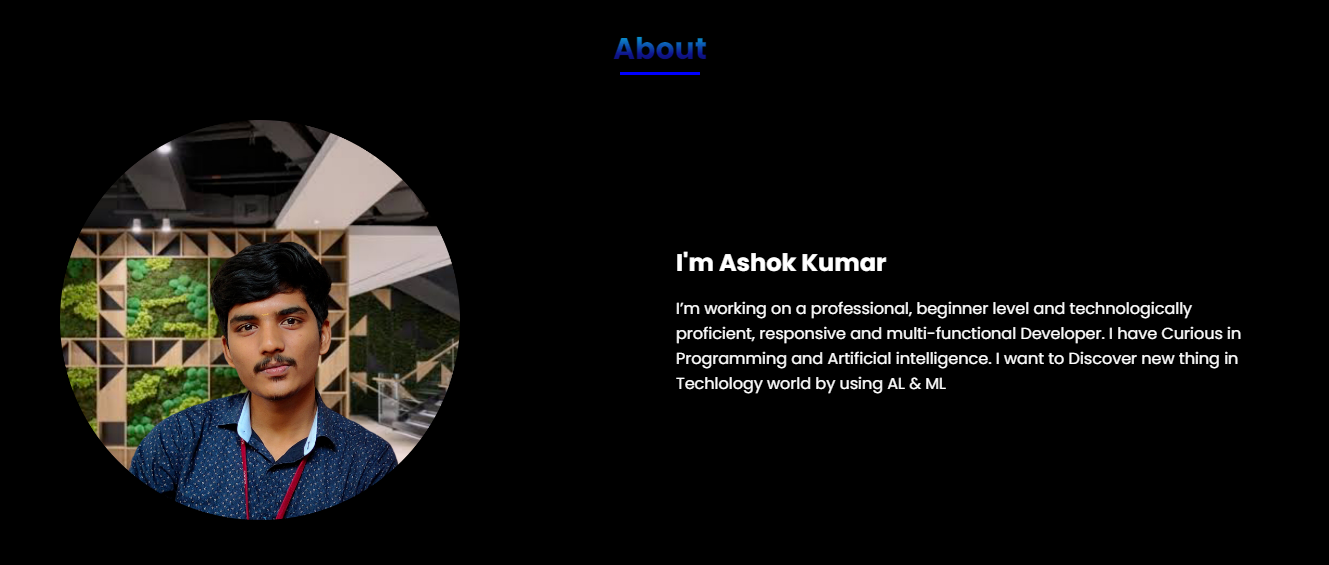 About
I'm Ashok Kumar
I’m working on a professional, beginner level and technologically
proficient, responsive and multi-functional Developer. I have Curious in
Programming and Artificial intelligence. I want to Discover new thing in
Techlology world by using AL & ML